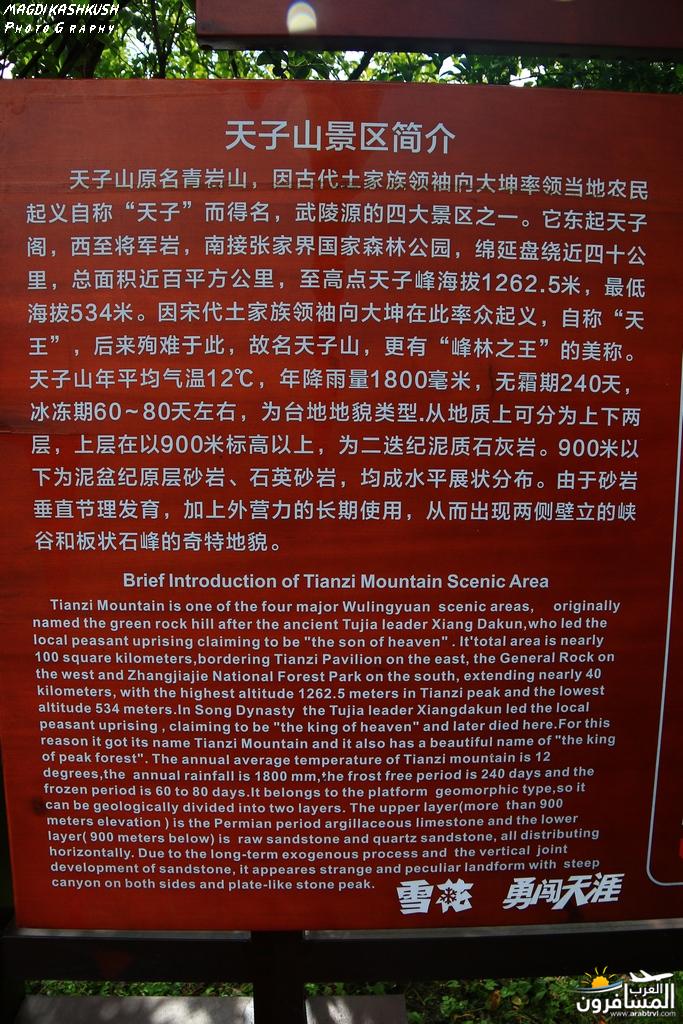 MAGDI KASHKUSH
PHOTOGRAPHY
天子山景区简介
天子山原名青岩山，因古代土家族领袖向大坤率领当地农民
起义自称“天子”而得名，武陵源的四大景区之一。它东起天子
阁，西至将军岩，南接张家界国家森林公园，绵延盘绕近四十公
里，总面积近百平方公里，至高点天子峰海拔1262.5米，最低
海拔534米。因宋代土家族领袖向大坤在此率众起义，自称“天
王”，后来殉难于此，故名天子山，更有“峰林之王”的美称。
天子山年平均气温12℃，年降雨量1800毫米，无霜期240天，
冰冻期60～80天左右，为台地地貌类型.从地质上可分为上下两
层，上层在以900米标高以上，为二迭纪泥质石灰岩。900米以
下为泥盆纪原层砂岩、石英砂岩，均成水平展状分布。由于砂岩
垂直节理发育，加上外营力的长期使用，从而出现两侧壁立的峡
谷和板状石峰的奇特地貌。
Brief Introduction of Tianzi Mountain Scenic Area
Tianzi Mountain is one of the four major Wulingyuan scenic areas, originally
named the green rock hill after the ancient Tujia leader Xiang Dakun,who led the
local peasant uprising claiming to be "the son of heaven" . It'total area is nearly
100 square kilometers,bordering Tianzi Pavilion on the east, the General Rock on
the west and Zhangjiajie National Forest Park on the south, extending nearly 40
kilometers, with the highest altitude 1262.5 meters in Tianzi peak and the lowest
altitude 534 meters.In Song Dynasty the Tujia leader Xiangdakun led the local
peasant uprising , claiming to be "the king of heaven" and later died here.For this
reason it got its name Tianzi Mountain and it also has a beautiful name of "the king
of peak forest". The annual average temperature of Tianzi mountain is 12
degrees,the annual rainfall is 1800 mm,the frost free period is 240 days and the
frozen period is 60 to 80 days.It belongs to the platform geomorphic type,so it
can be geologically divided into two layers. The upper layer(more than 900
meters elevation ) is the Permian period argillaceous limestone and the lower
layer( 900 meters below) is raw sandstone and quartz sandstone, all distributing
horizontally. Due to the long-term exogenous process and the vertical joint
development of sandstone, it appeares strange and peculiar landform with steep
canyon on both sides and plate-like stone peak.
雪花 勇闯天涯
العرب
المسافرون
www.arabtrvl.com